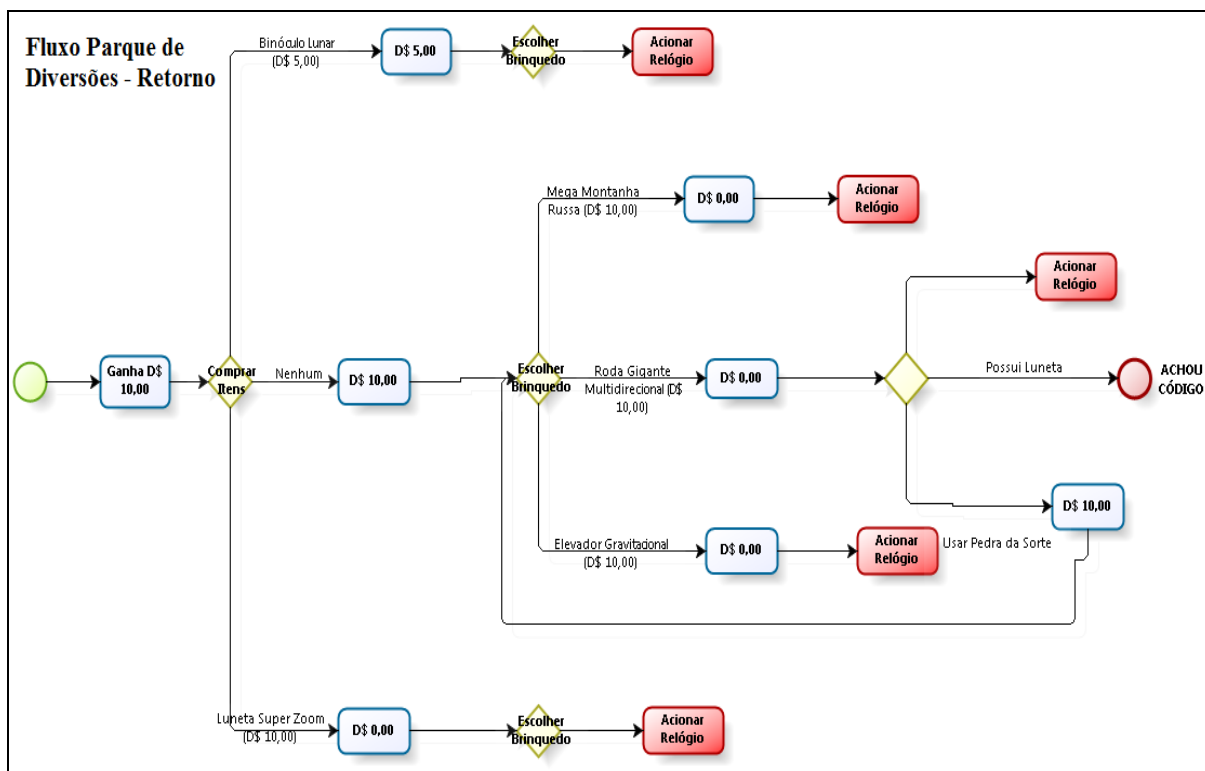 Fluxo Parque de
Diversões - Retorno
Binóculo Lunar
(D$ 5,00)
D$ 5,00
Escolher
Brinquedo
Acionar
Relógio
Mega Montanha
Russa (D$ 10,00)
D$ 0,00
Acionar
Relógio
Acionar
Relógio
Ganha D$
10,00
Comprar
Itens
Nenhum
D$ 10,00
Escolher
Brinquedo
Roda Gigante
Multidirecional (D$
10,00)
D$ 0,00
Possui Luneta
ACHOU
CÓDIGO
D$ 10,00
Usar Pedra da Sorte
Elevador Gravitacional
(D$ 10,00)
D$ 0,00
Acionar
Relógio
Luneta Super Zoom
(D$ 10,00)
D$ 0,00
Escolher
Brinquedo
Acionar
Relógio